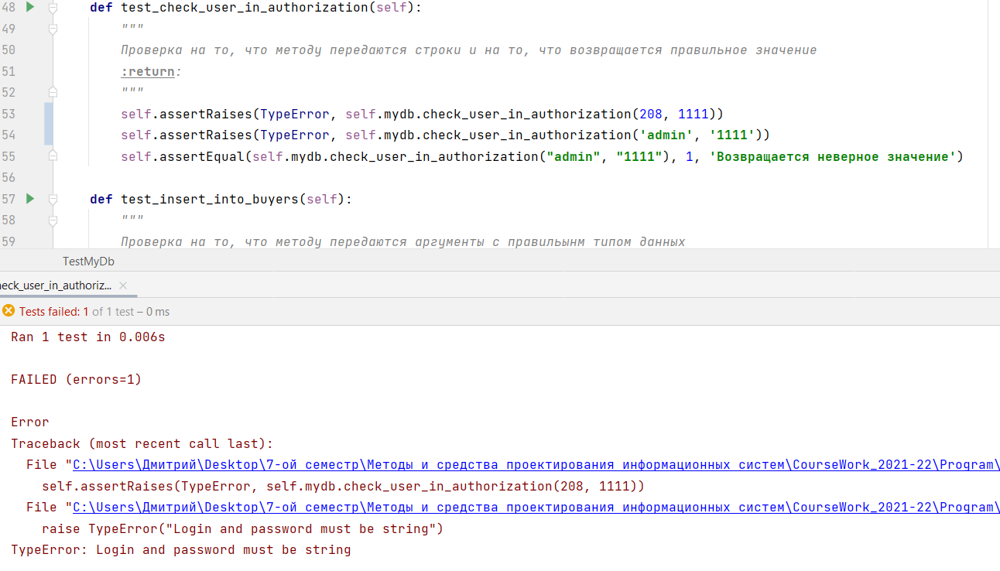 48 def test_check_user_in_authorization(self):
49 """
50 Проверка на то, что методу передаются строки и на то, что возвращается правильное значение
51 :return:
52 """
53 self.assertRaises(TypeError, self.mydb.check_user_in_authorization(208, 1111))
54 self.assertRaises(TypeError, self.mydb.check_user_in_authorization('admin', '1111'))
55 self.assertEqual(self.mydb.check_user_in_authorization("admin", "1111"), 1, 'Возвращается неверное значение')
56
57 def test_insert_into_buyers(self):
58 """
59 Проверка на то, что методу передаются аргументы с правильынм типом данных
TestMyDb
heck_user_in_authoriz... ×
Tests failed: 1 of 1 test – 0 ms
Ran 1 test in 0.006s
FAILED (errors=1)
Error
Traceback (most recent call last):
File "C:\Users\Дмитрий\Desktop\7-ой семестр\Методы и средства проектирования информационных систем\CourseWork_2021-22\Program\
self.assertRaises(TypeError, self.mydb.check_user_in_authorization(208, 1111))
File "C:\Users\Дмитрий\Desktop\7-ой семестр\Методы и средства проектирования информационных систем\CourseWork_2021-22\Program\
raise TypeError("Login and password must be string")
TypeError: Login and password must be string